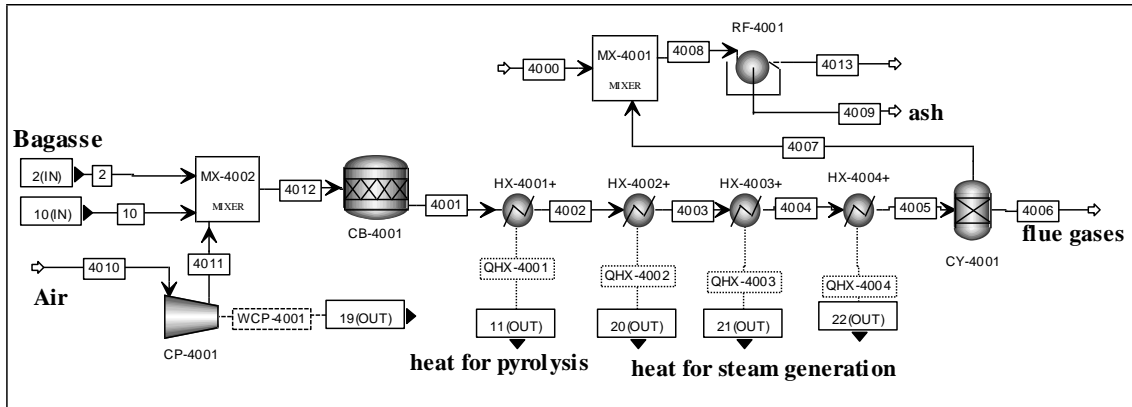 RF-4001
4008
MX-4001
MIXER
4000
4013
4009
ash
4007
Bagasse
2(IN)
2
10(IN)
10
MX-4002
MIXER
4012
CB-4001
4001
HX-4001+
4002
HX-4002+
4003
HX-4003+
4004
HX-4004+
4005
4006
flue gases
CY-4001
4010
4011
Air
WCP-4001
19(OUT)
CP-4001
QHX-4001
QHX-4002
QHX-4003
QHX-4004
11(OUT)
20(OUT)
21(OUT)
22(OUT)
heat for pyrolysis
heat for steam generation